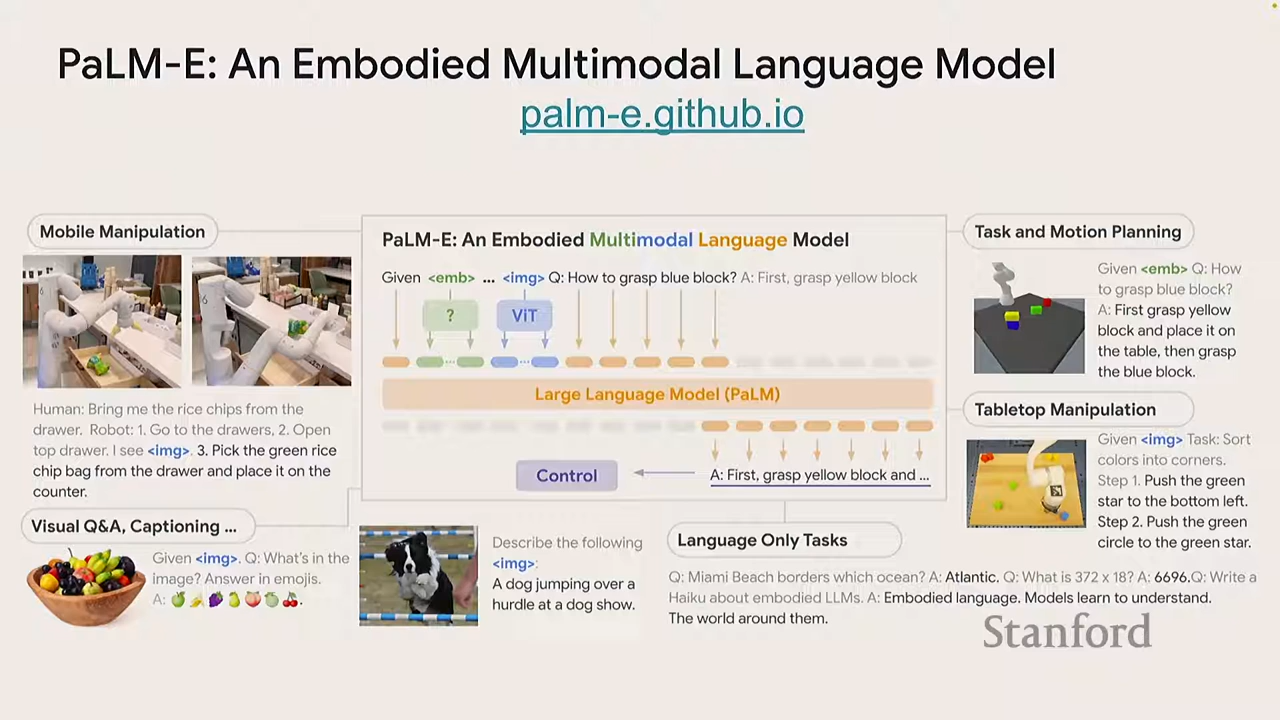 PaLM-E: An Embodied Multimodal Language Model
palm-e.github.io
Mobile Manipulation
Human: Bring me the rice chips from the
drawer. Robot: 1. Go to the drawers, 2. Open
top drawer. I see <img>. 3. Pick the green rice
chip bag from the drawer and place it on the
counter.
Visual Q&A, Captioning ...
Given <img>. Q: What's in the
image? Answer in emojis.
A: 🍏🍌🍇🍐🍑🍈🍒.
PaLM-E: An Embodied Multimodal Language Model
Given <emb> ... <img> Q: How to grasp blue block? A: First, grasp yellow block
? ViT
Large Language Model (PaLM)
Control
A: First, grasp yellow block and ...
Describe the following
<img>:
A dog jumping over a
hurdle at a dog show.
Language Only Tasks
Q: Miami Beach borders which ocean? A: Atlantic. Q: What is 372 x 18? A: 6696.Q: Write a
Haiku about embodied LLMs. A: Embodied language. Models learn to understand.
The world around them.
Task and Motion Planning
Given <emb> Q: How
to grasp blue block?
A: First grasp yellow
block and place it on
the table, then grasp
the blue block.
Tabletop Manipulation
Given <img> Task: Sort
colors into corners.
Step 1. Push the green
star to the bottom left.
Step 2. Push the green
circle to the green star.
Stanford